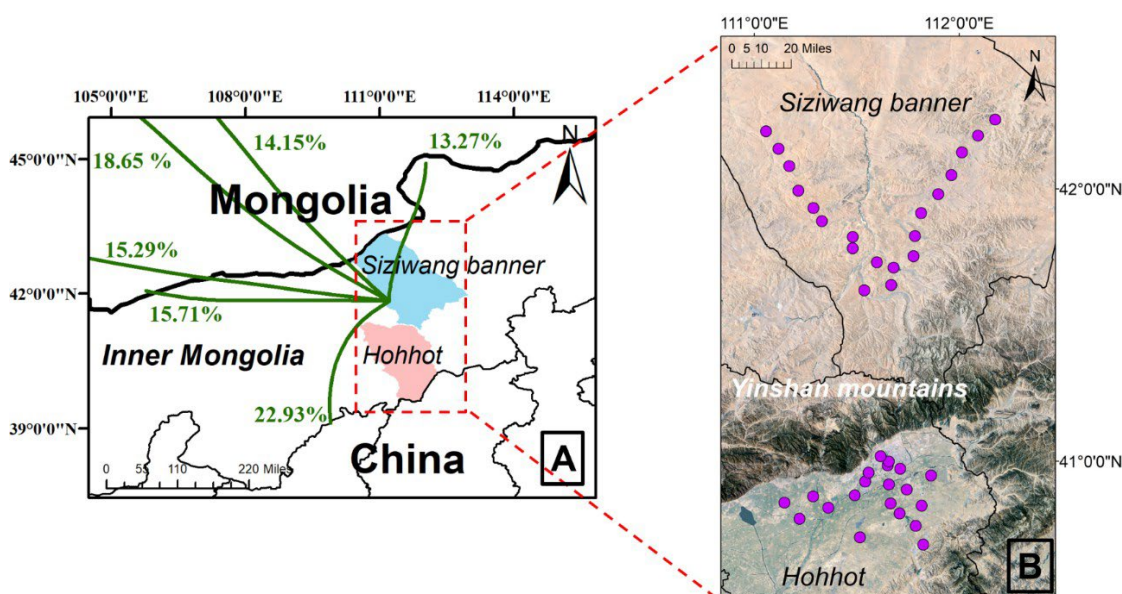 105°0'0"E
108°0'0"E
111°0'0"E
114°0'0"E
45°0'0"N
42°0'0"N
39°0'0"N
18.65 %
14.15%
13.27%
N
Mongolia
15.29%
Siziwang banner
15.71%
Inner Mongolia
Hohhot
22.93%
China
A
0 55 110 220 Miles
111°0'0"E
112°0'0"E
0 5 10 20 Miles
N
Siziwang banner
42°0'0"N
Yinshan mountains
41°0'0"N
Hohhot
B